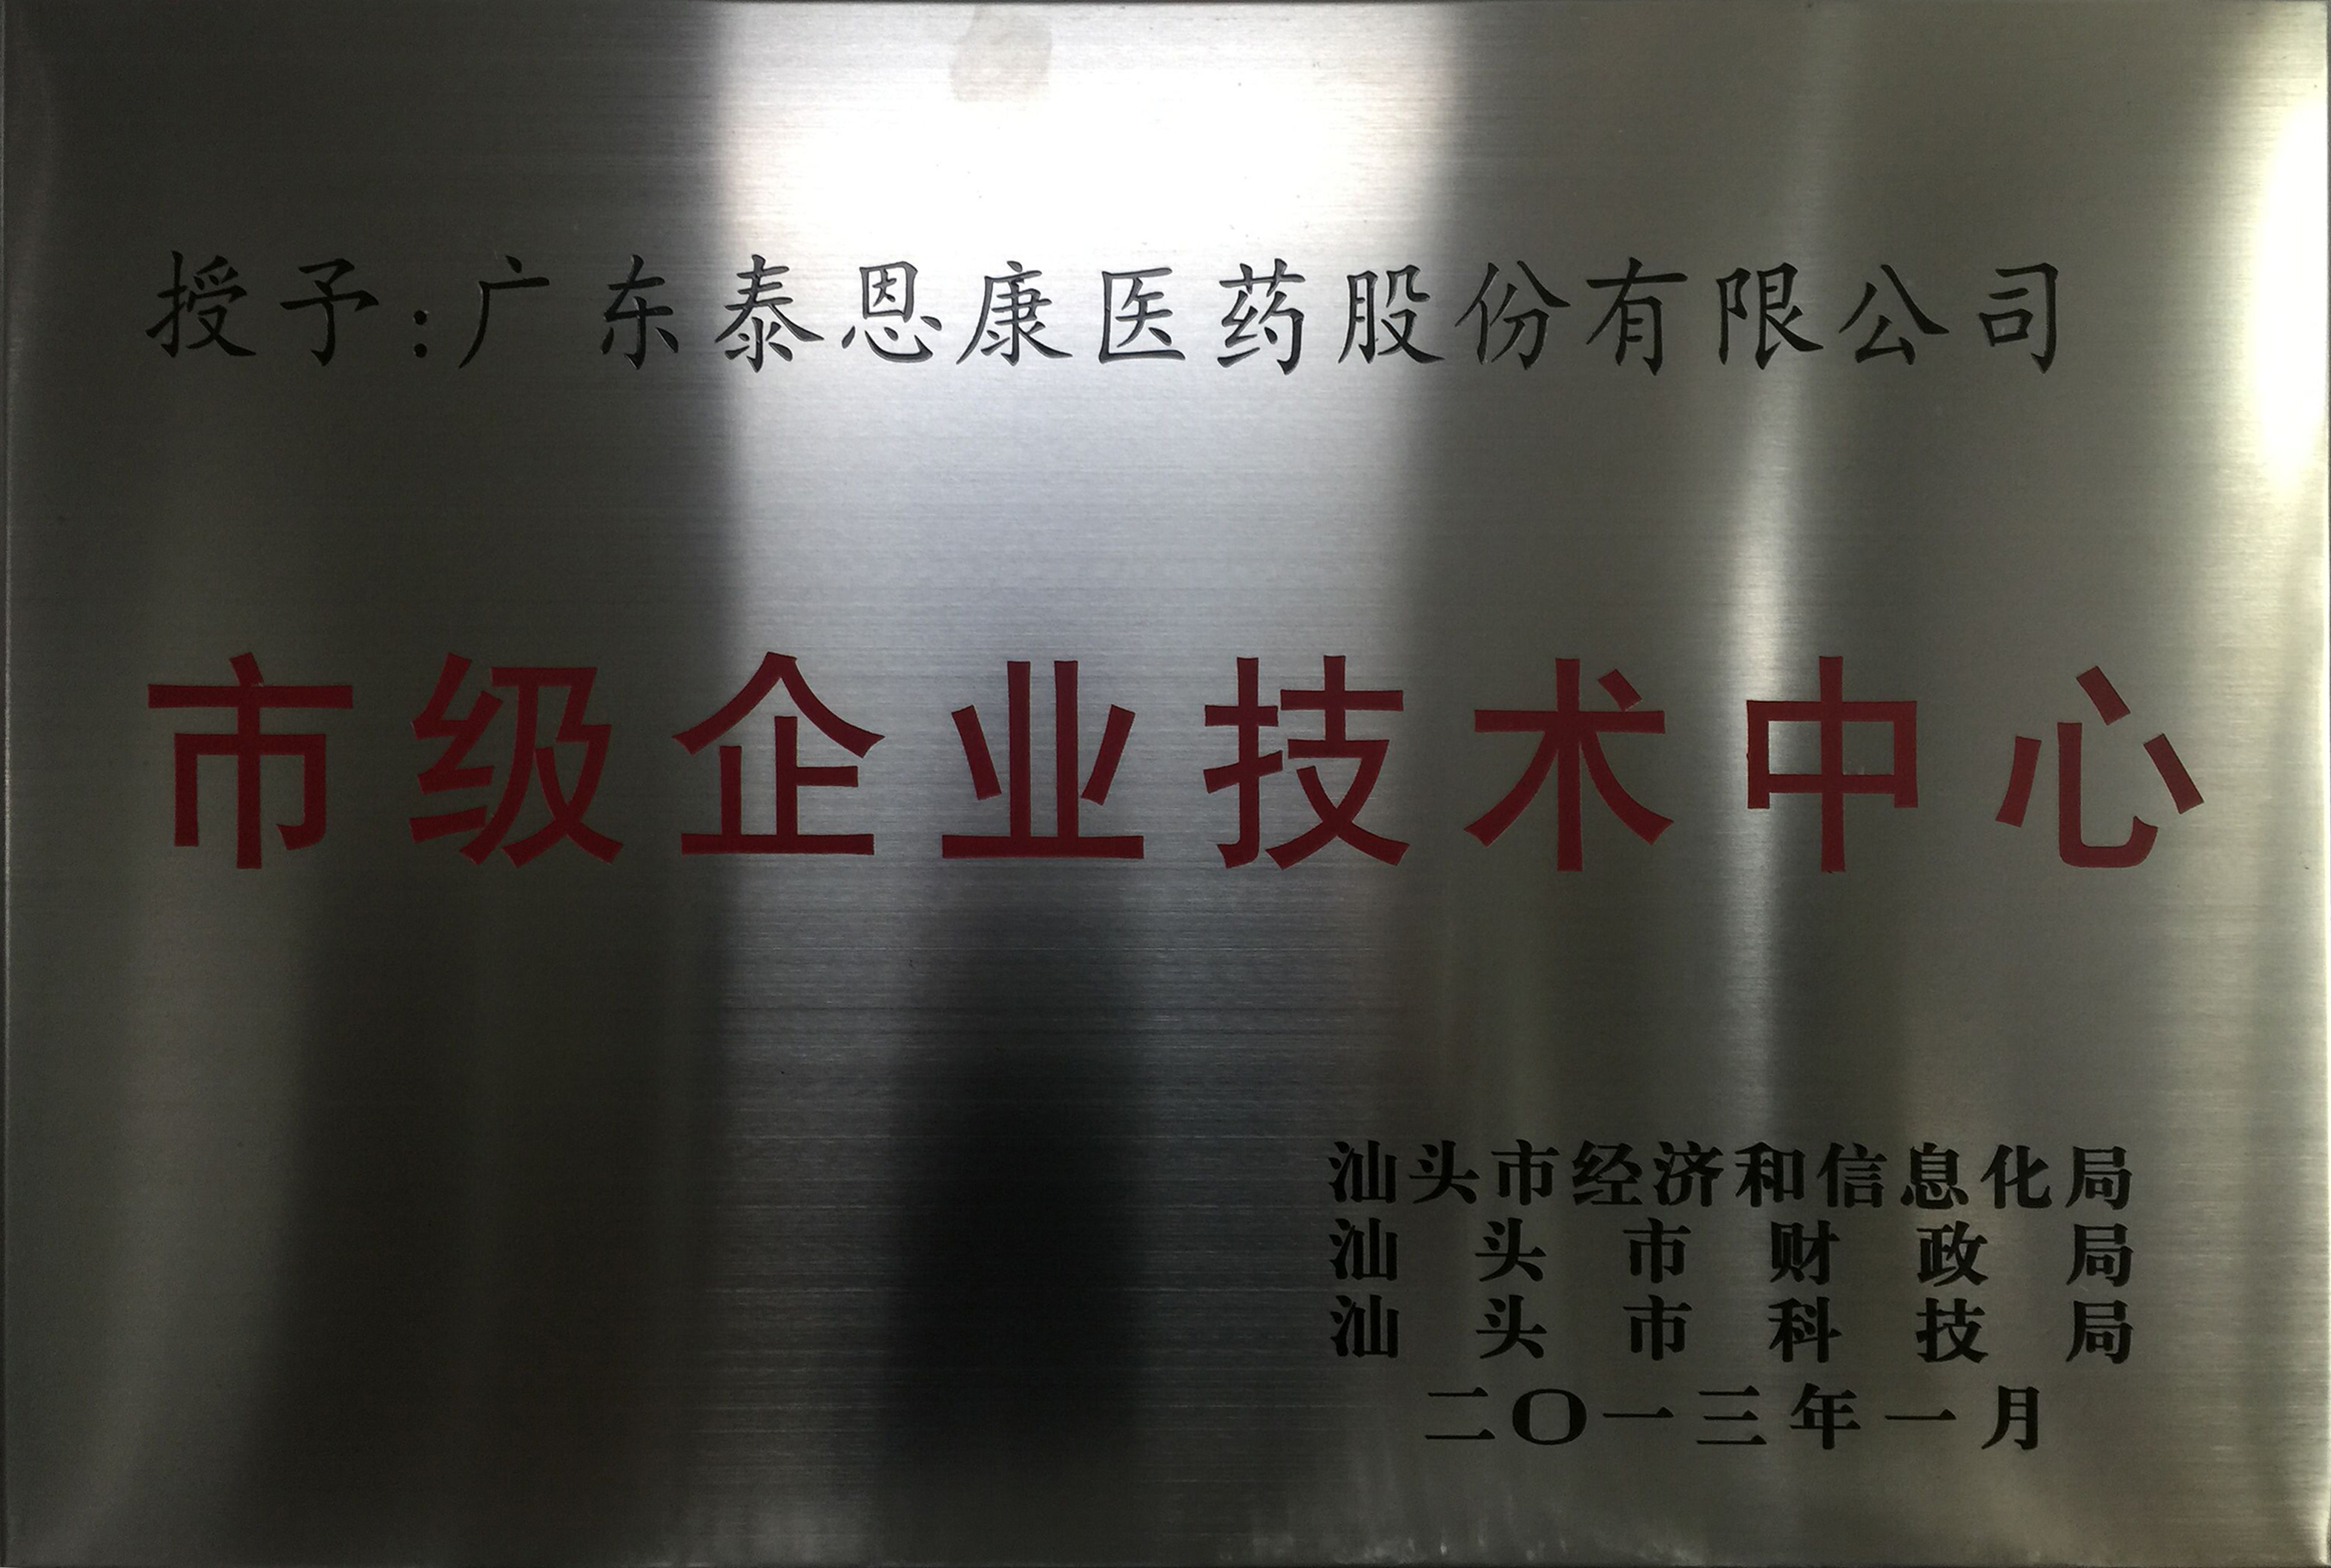 授予:广东泰恩康医药股份有限公司
市级企业技术中心
汕头市经济和信息化局
汕头市财政局
汕头市科技局
二〇一三年一月